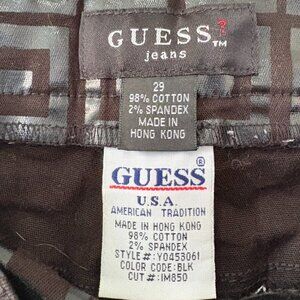 GUESS?™
jeans
29
98% COTTON
2% SPANDEX
MADE IN
HONG KONG
GUESS®
U.S.A.
AMERICAN TRADITION
MADE IN HONG KONG
98% COTTON
2% SPANDEX
STYLE#:Y0453061
COLOR CODE:BLK
CUT #:IM850